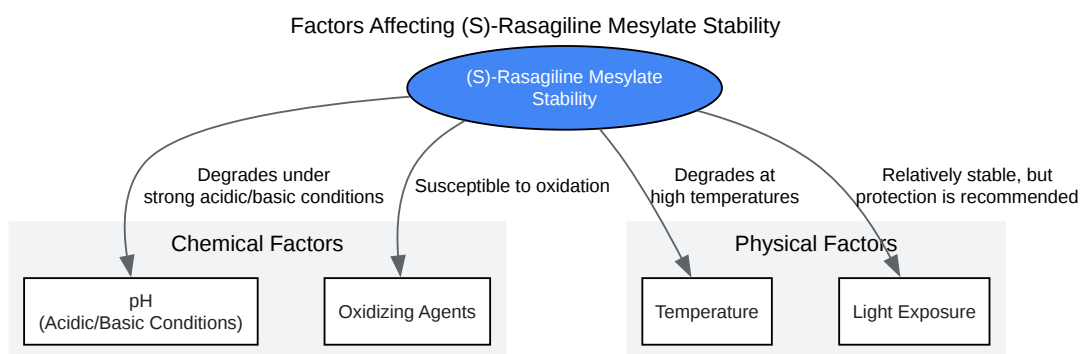 Factors Affecting (S)-Rasagiline Mesylate Stability
(S)-Rasagiline Mesylate
Stability
Degrades under
strong acidic/basic conditions
Susceptible to oxidation
Degrades at
high temperatures
Relatively stable, but
protection is recommended
Chemical Factors
Physical Factors
pH
(Acidic/Basic Conditions)
Oxidizing Agents
Temperature
Light Exposure